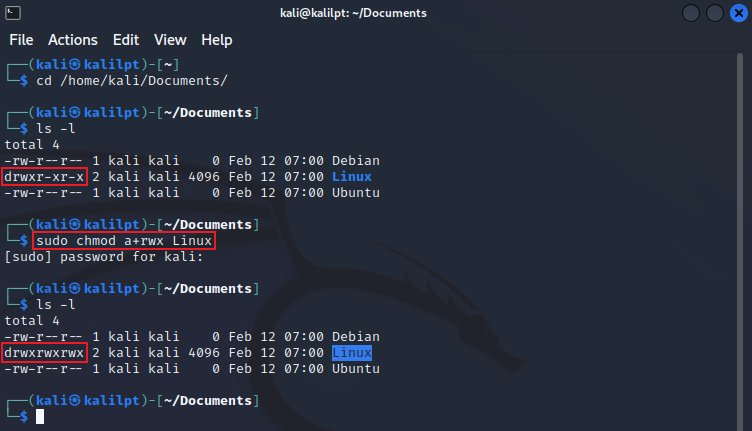 kali@kalilpt: ~/Documents
File Actions Edit View Help
┌──(kali㉿kalilpt)-[~]
└─$ cd /home/kali/Documents/
┌──(kali㉿kalilpt)-[~/Documents]
└─$ ls -l
total 4
-rw-r--r-- 1 kali kali    0 Feb 12 07:00 Debian
drwxr-xr-x 2 kali kali 4096 Feb 12 07:00 Linux
-rw-r--r-- 1 kali kali    0 Feb 12 07:00 Ubuntu
┌──(kali㉿kalilpt)-[~/Documents]
└─$ sudo chmod a+rwx Linux
[sudo] password for kali:
┌──(kali㉿kalilpt)-[~/Documents]
└─$ ls -l
total 4
-rw-r--r-- 1 kali kali    0 Feb 12 07:00 Debian
drwxrwxrwx 2 kali kali 4096 Feb 12 07:00 Linux
-rw-r--r-- 1 kali kali    0 Feb 12 07:00 Ubuntu
┌──(kali㉿kalilpt)-[~/Documents]
└─$